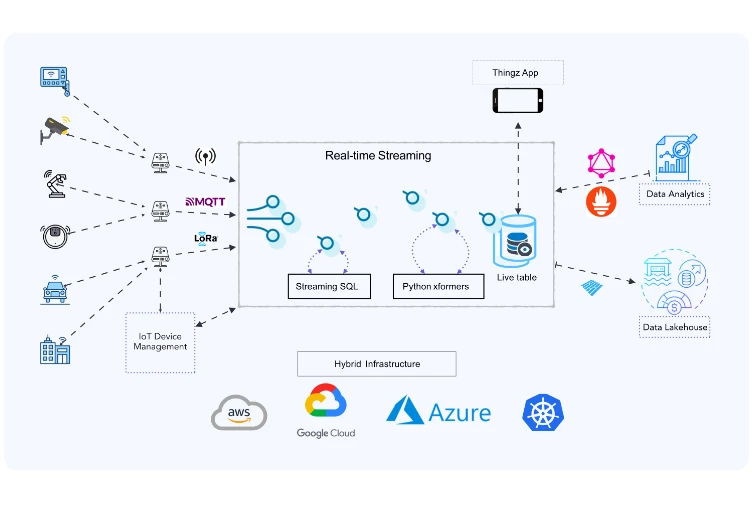 Thingz App
Real-time Streaming
MQTT
LoRa
Data Analytics
Streaming SQL
Python xformers
Live table
IoT Device
Management
Data Lakehouse
Hybrid Infrastructure
aws
Google Cloud
Azure